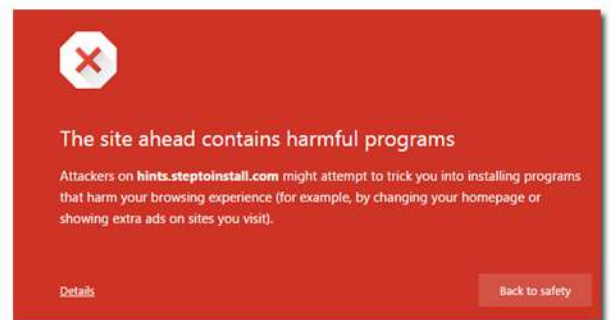 The site ahead contains harmful programs
Attackers on hints.steptoinstall.com might attempt to trick you into installing programs
that harm your browsing experience (for example, by changing your homepage or
showing extra ads on sites you visit).
Details
Back to safety